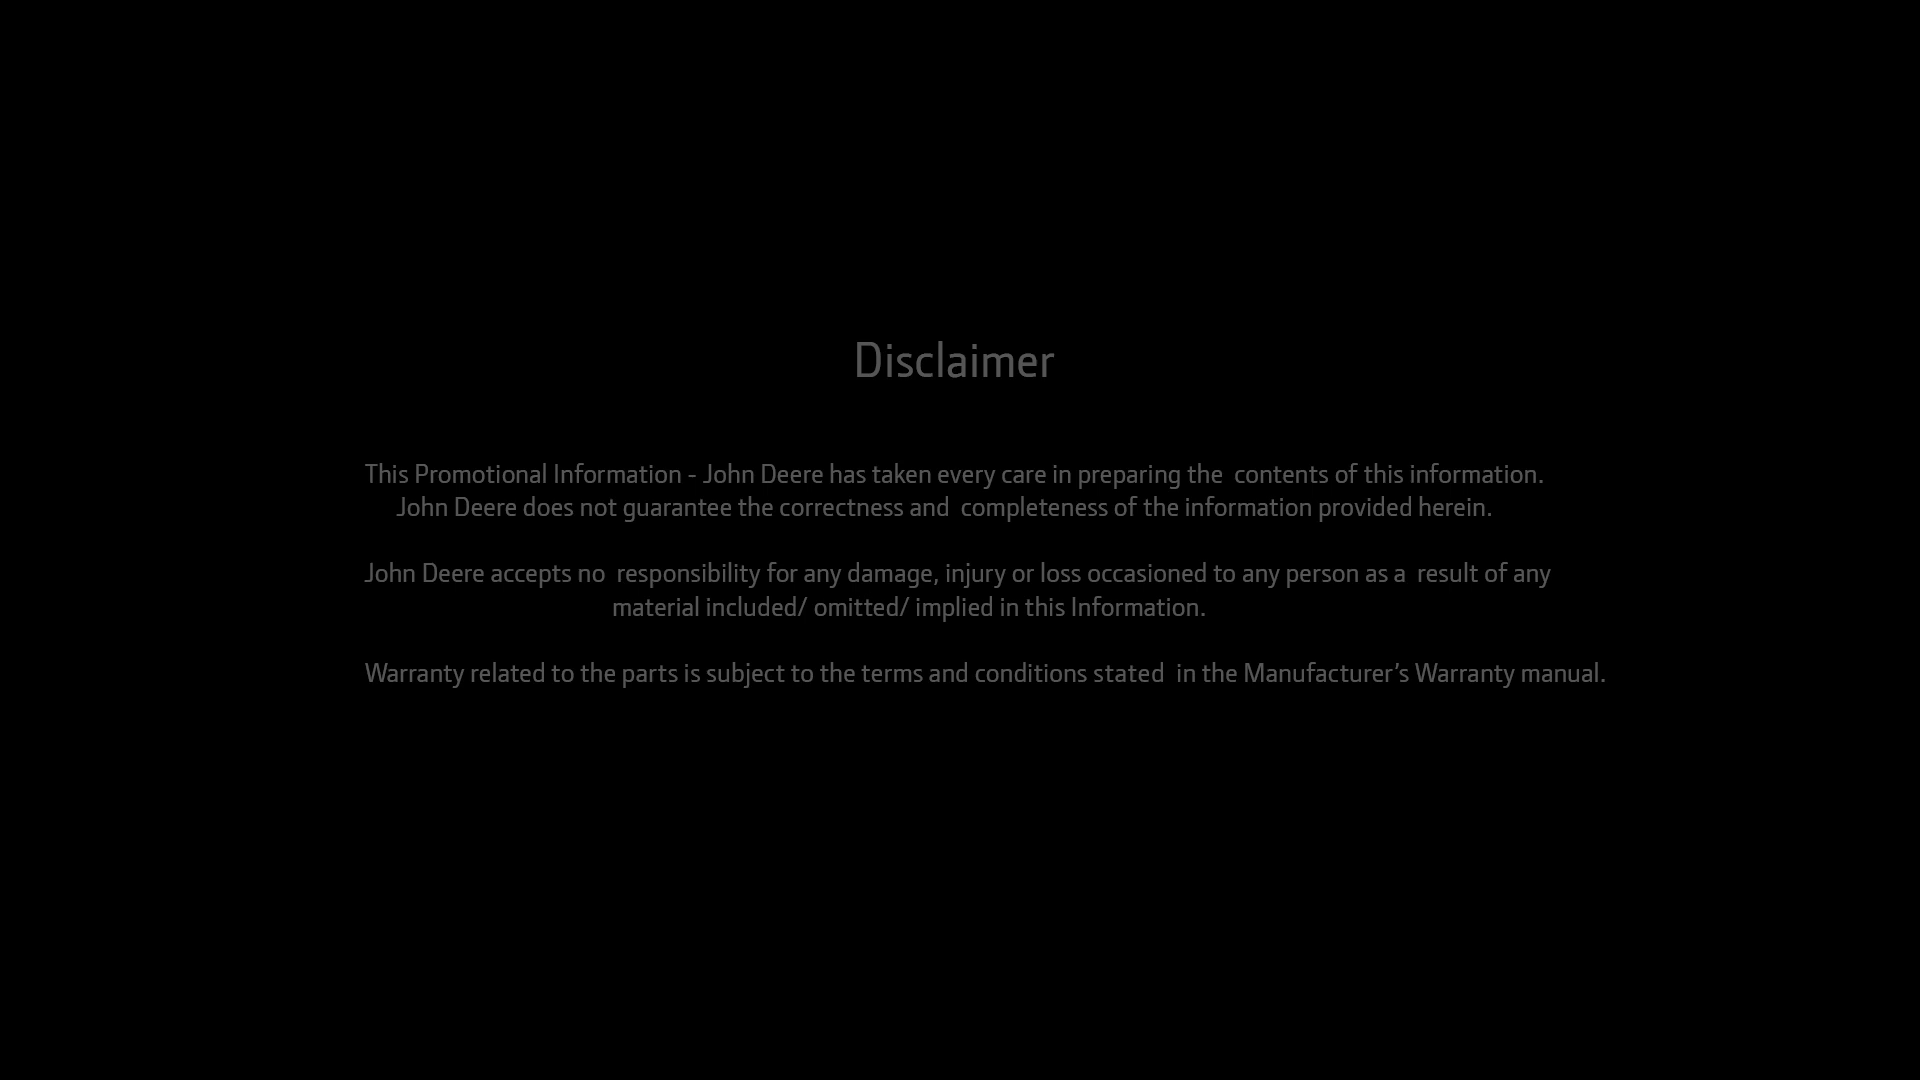 Disclaimer
This Promotional Information - John Deere has taken every care in preparing the  contents of this information.
John Deere does not guarantee the correctness and  completeness of the information provided herein.
John Deere accepts no  responsibility for any damage, injury or loss occasioned to any person as a  result of any
material included/ omitted/ implied in this Information.
Warranty related to the parts is subject to the terms and conditions stated  in the Manufacturer’s Warranty manual.